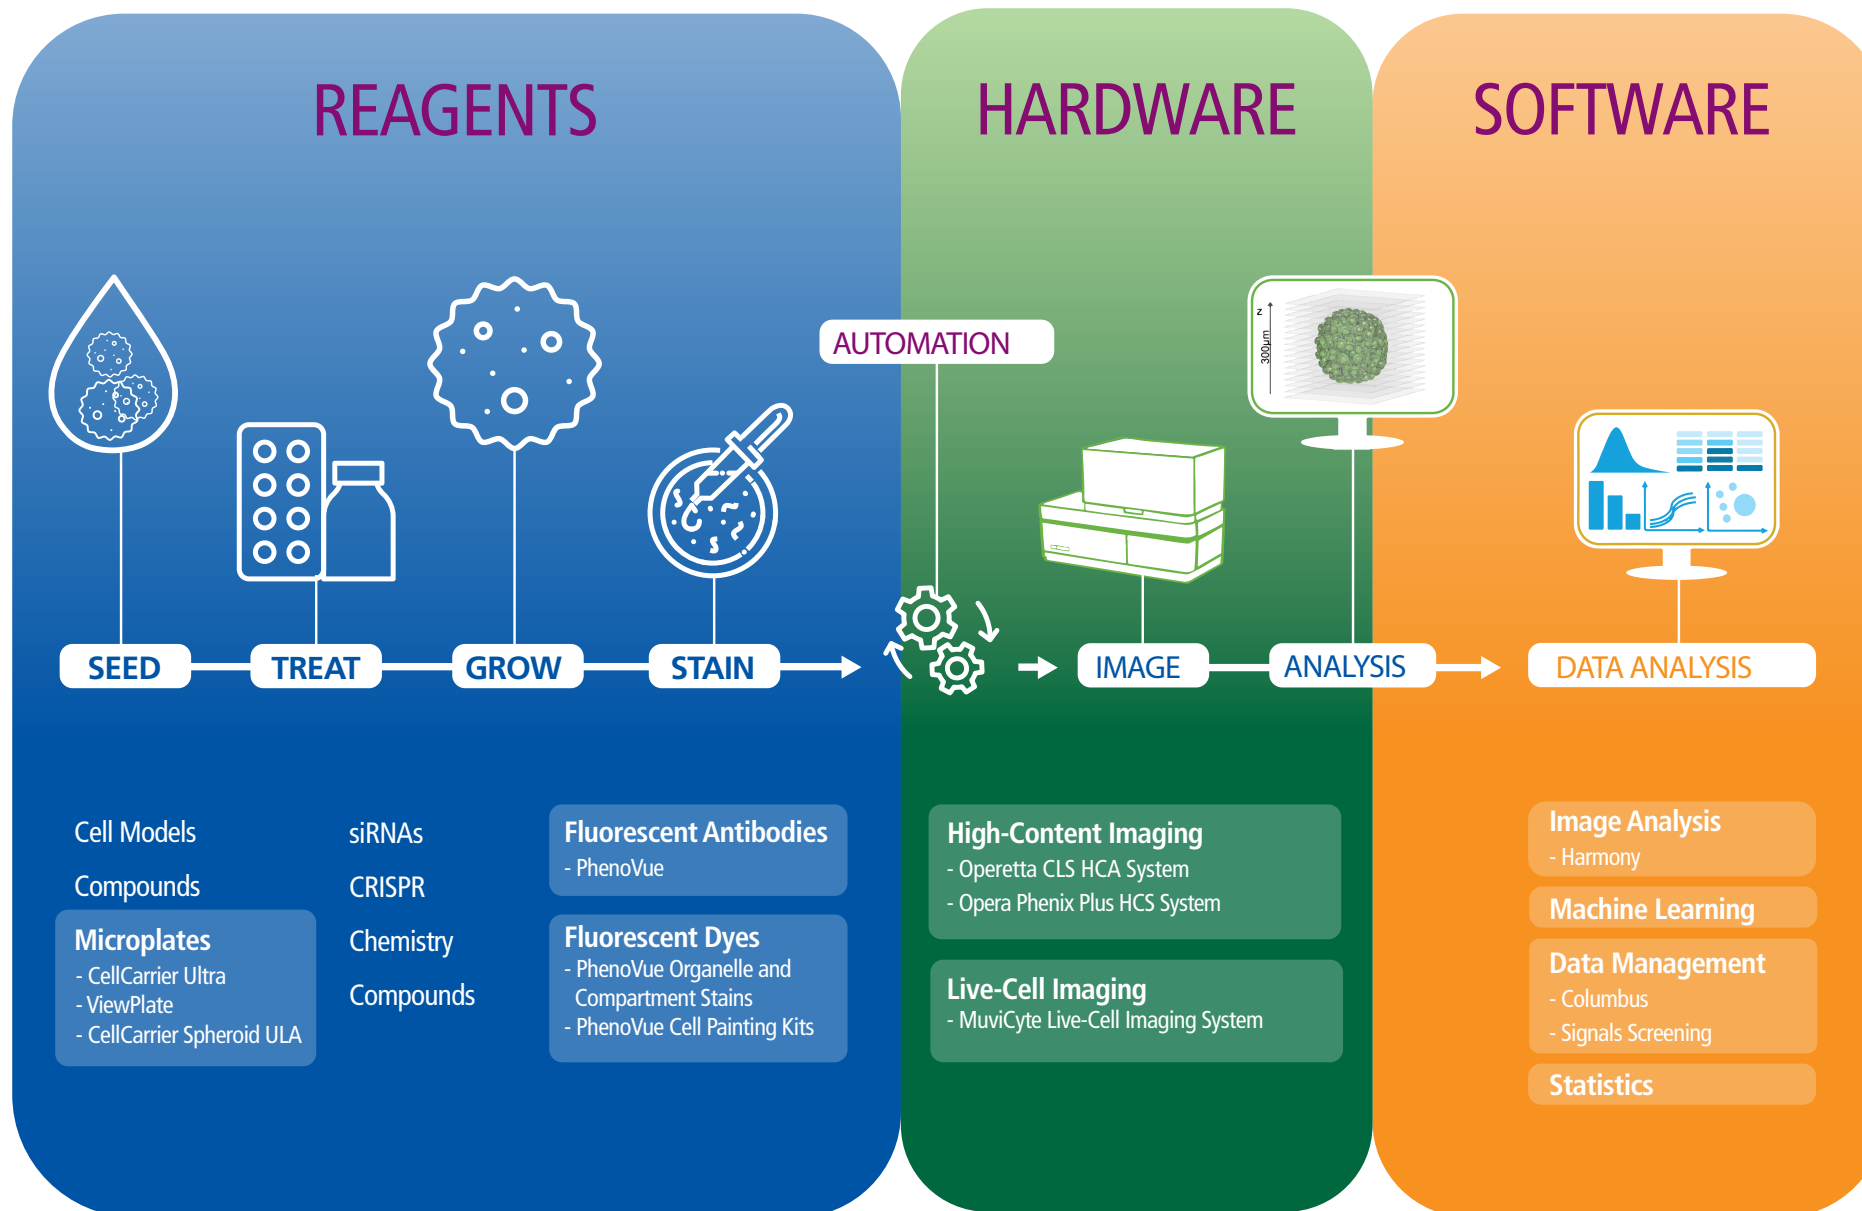 REAGENTS
HARDWARE
SOFTWARE
AUTOMATION
z
300µm
SEED
TREAT
GROW
STAIN
IMAGE
ANALYSIS
DATA ANALYSIS
Cell Models
Compounds
Microplates
- CellCarrier Ultra
- ViewPlate
- CellCarrier Spheroid ULA
siRNAs
CRISPR
Chemistry
Compounds
Fluorescent Antibodies
- PhenoVue
Fluorescent Dyes
- PhenoVue Organelle and
Compartment Stains
- PhenoVue Cell Painting Kits
High-Content Imaging
- Operetta CLS HCA System
- Opera Phenix Plus HCS System
Live-Cell Imaging
- MuviCyte Live-Cell Imaging System
Image Analysis
- Harmony
Machine Learning
Data Management
- Columbus
- Signals Screening
Statistics